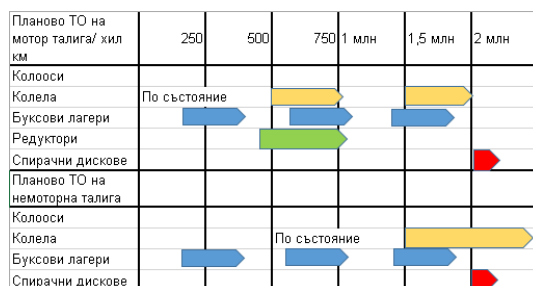 Планово ТО на
мотор талига/ хил
км
250
500
750
1 млн
1,5 млн
2 млн
Колооси
Колела
По състояние
Буксови лагери
Редуктори
Спирачни дискове
Планово ТО на
немоторна талига
Колооси
Колела
По състояние
Буксови лагери
Спирачни дискове